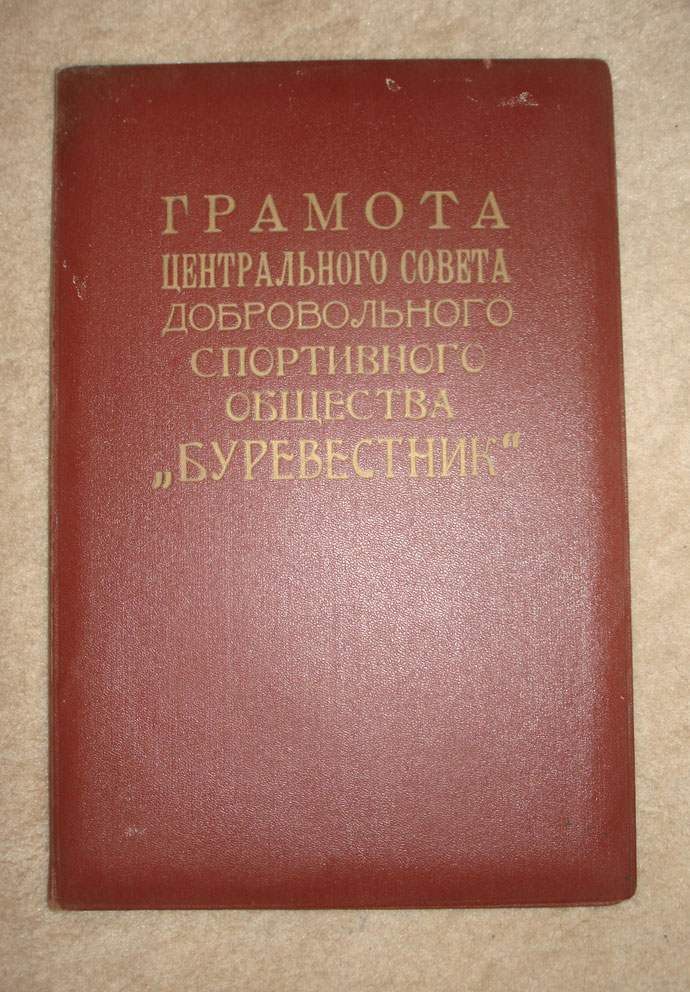 ГРАМОТА
ЦЕНТРАЛЬНОГО СОВЕТА
ДОБРОВОЛЬНОГО
СПОРТИВНОГО
ОБЩЕСТВА
„БУРЕВЕСТНИК“